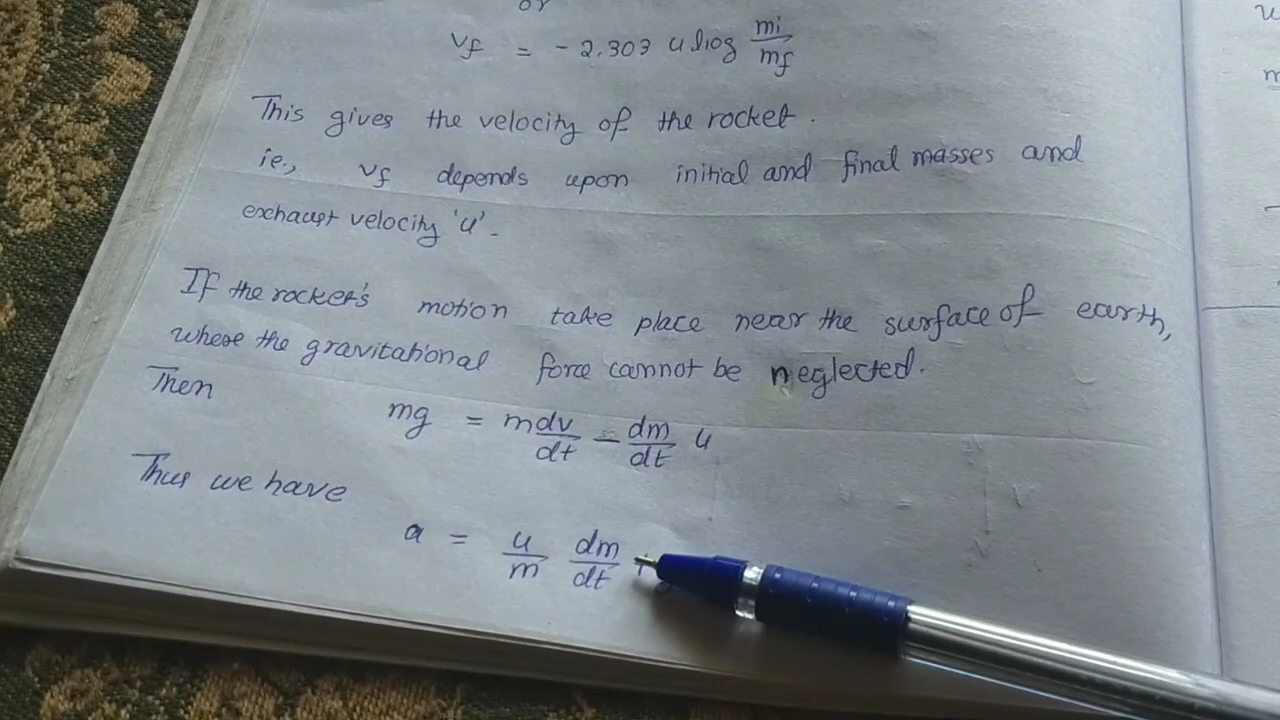 or
vf = - 2.303 u log mi/mf
This gives the velocity of the rocket.
ie., vf depends upon initial and final masses and
exhaust velocity 'u'.
If the rocket's motion take place near the surface of earth,
where the gravitational force cannot be neglected.
Then
mg = m dv/dt - dm/dt u
Thus we have
a = u/m dm/dt +